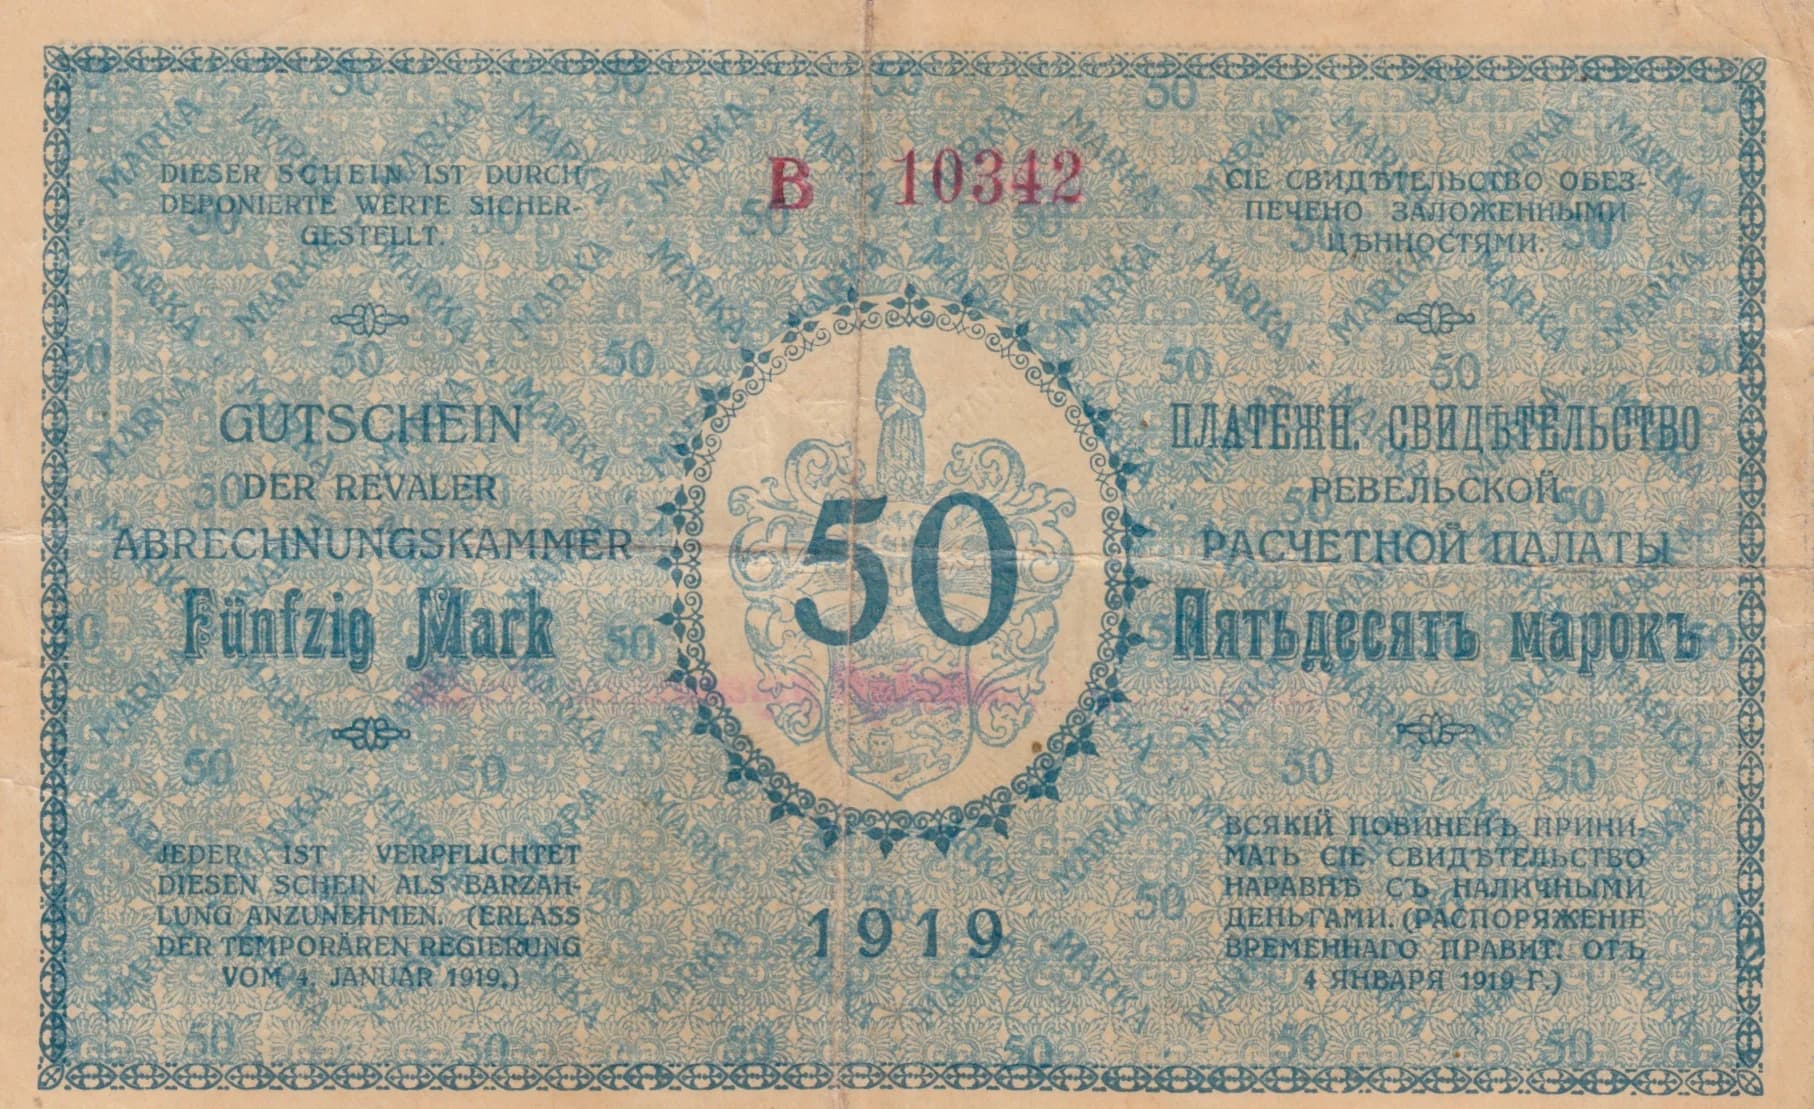 B 10342
DIESER SCHEIN IST DURCH
DEPONIERTE WERTE SICHER-
GESTELLT.
GUTSCHEIN
DER REVALER
ABRECHNUNGSKAMMER
Fünfzig Mark
JEDER IST VERPFLICHTET
DIESEN SCHEIN ALS BARZAH-
LUNG ANZUNEHMEN. (ERLASS
DER TEMPORÄREN REGIERUNG
VOM 4. JANUAR 1919.)
50
1919
СІЕ СВИДѢТЕЛЬСТВО ОБЕЗ-
ПЕЧЕНО ЗАЛОЖЕННЫМИ
ЦѢННОСТЯМИ.
ПЛАТЕЖН. СВИДѢТЕЛЬСТВО
РЕВЕЛЬСКОЙ
РАСЧЕТНОЙ ПАЛАТЫ
Пятьдесятъ марокъ
ВСЯКІЙ ПОВИНЕНЪ ПРИНИ-
МАТЬ СІЕ СВИДѢТЕЛЬСТВО
НАРАВНѢ СЪ НАЛИЧНЫМИ
ДЕНЬГАМИ. (РАСПОРЯЖЕНІЕ
ВРЕМЕННАГО ПРАВИТ. ОТЪ
4 ЯНВАРЯ 1919 Г.)
MARKA
50